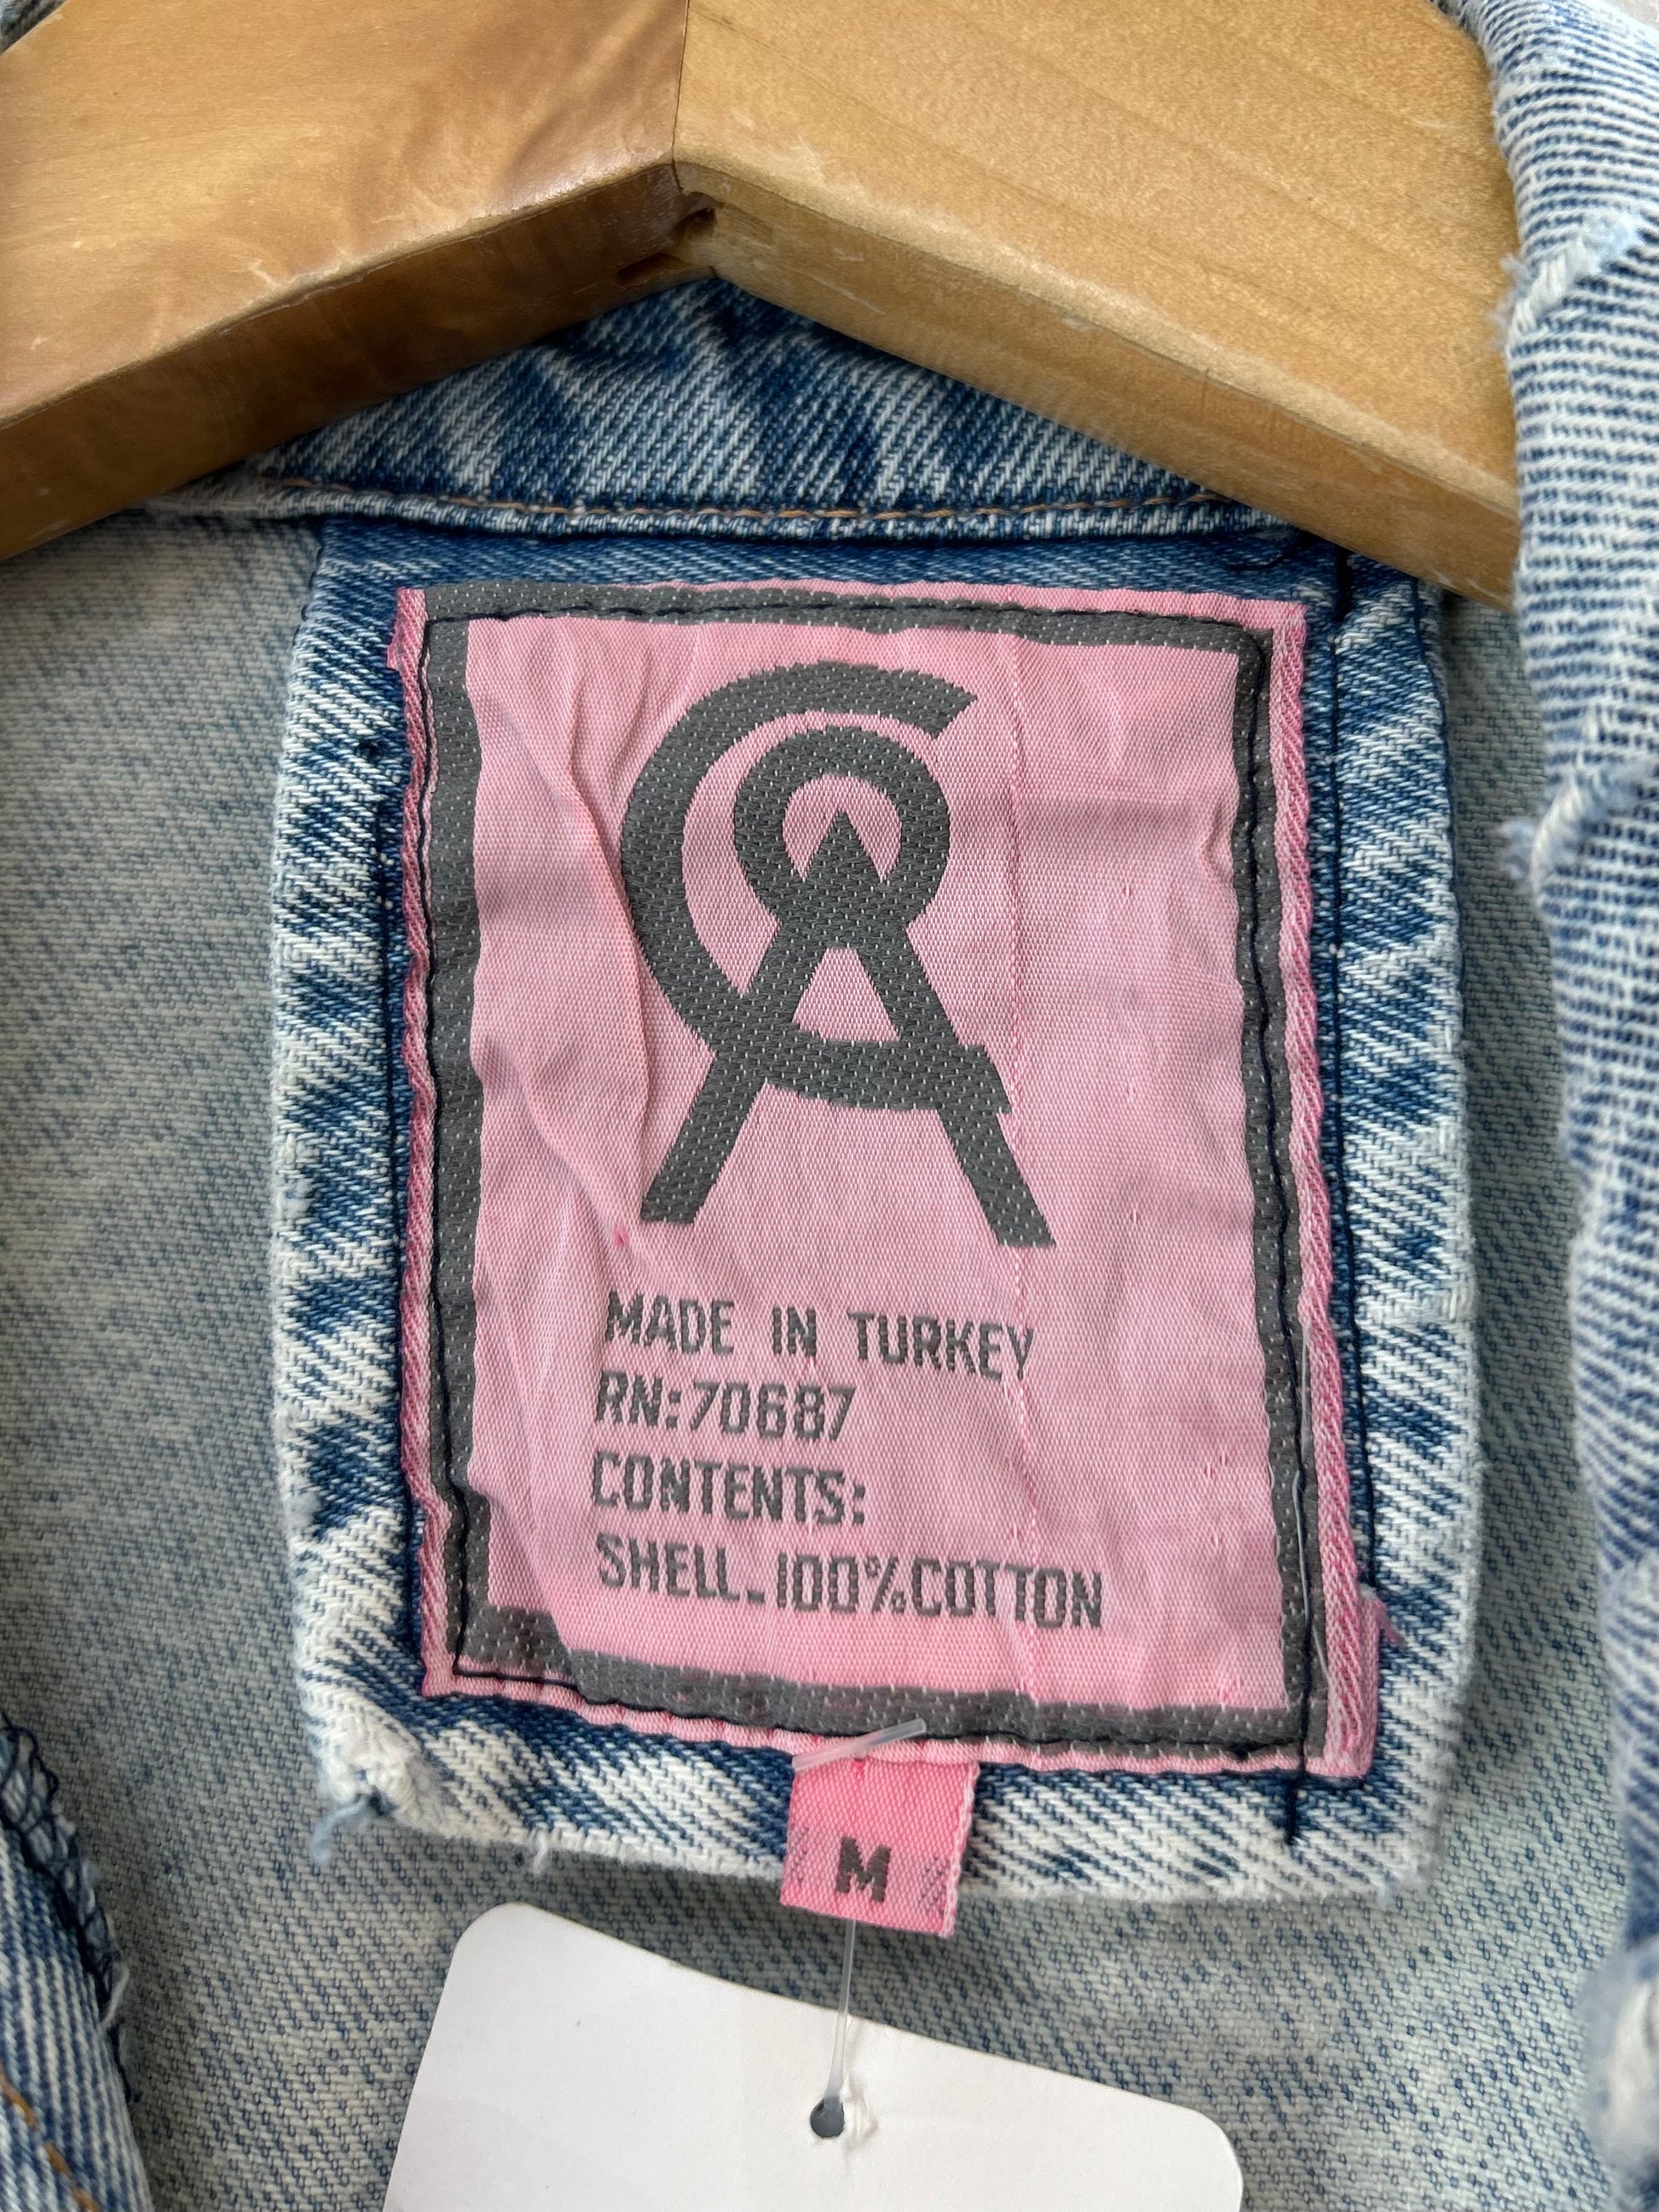 MADE IN TURKEY
RN:70687
CONTENTS:
SHELL-100%COTTON
M